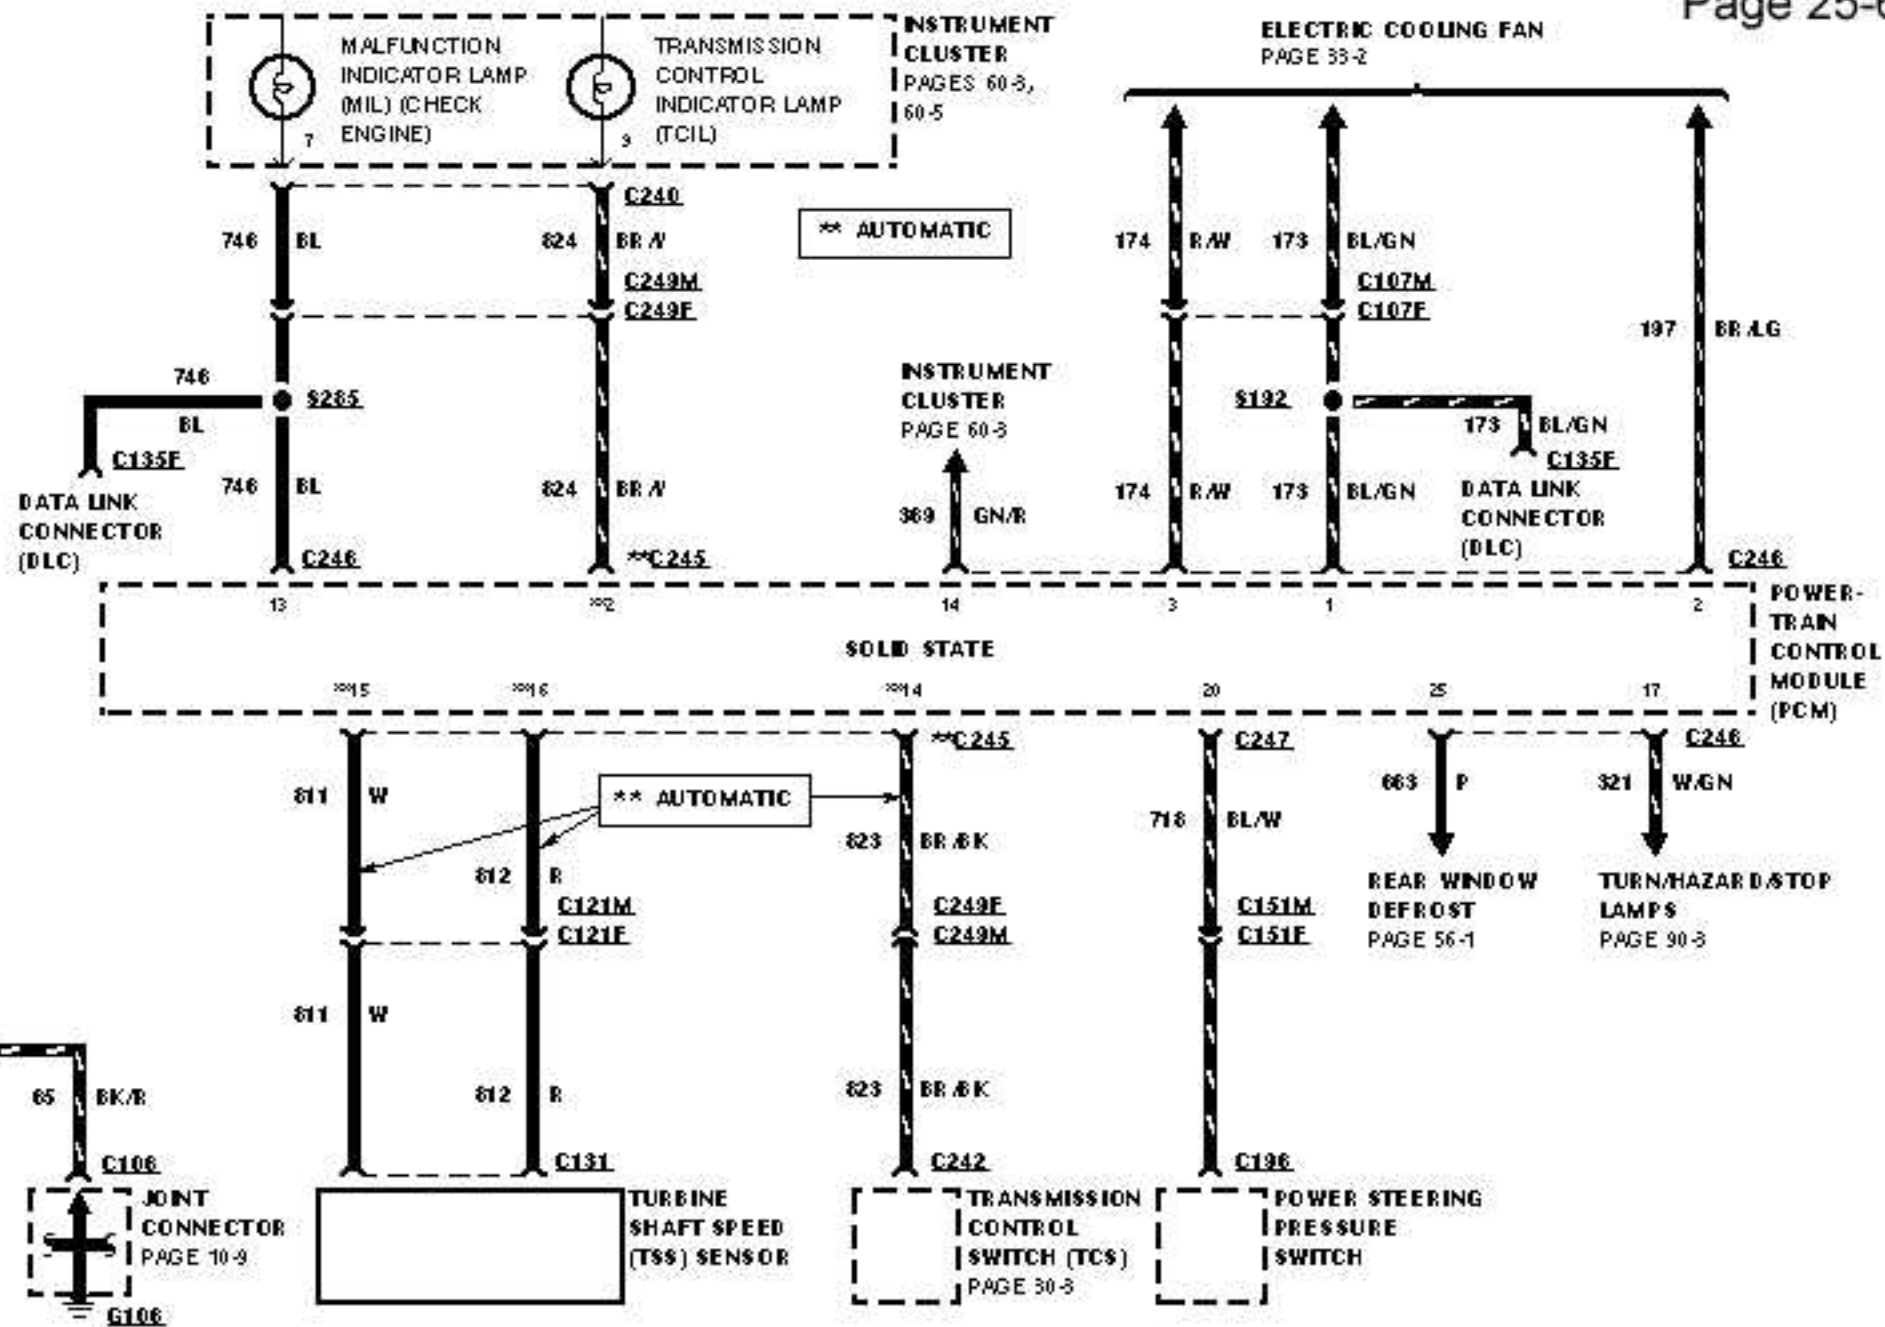 Page 25-6
INSTRUMENT
CLUSTER
PAGES 60-3,
60-5
MALFUNCTION
INDICATOR LAMP
(MIL) (CHECK
ENGINE)
7
TRANSMISSION
CONTROL
INDICATOR LAMP
(TCIL)
9
ELECTRIC COOLING FAN
PAGE 33-2
C240
746 BL
824
** AUTOMATIC
174 R/W
173 BL/GN
C249M
C249F
C107M
C107F
197 BR/LG
746
BL
S285
C135F
DATA LINK
CONNECTOR
(DLC)
INSTRUMENT
CLUSTER
PAGE 60-3
S192
173 BL/GN
C135F
DATA LINK
CONNECTOR
(DLC)
746 BL
824
369 GN/R
174 R/W
173 BL/GN
C246
**C245
C246
13
**2
14
3
1
2
SOLID STATE
POWER-
TRAIN
CONTROL
MODULE
(PCM)
**15
**16
**14
20
25
17
**C245
C247
C246
811 W
** AUTOMATIC
812 R
823 BR/BK
718 BL/W
663 P
321 W/GN
C121M
C121F
C249F
C249M
C151M
C151F
REAR WINDOW
DEFROST
PAGE 56-1
TURN/HAZARD/STOP
LAMPS
PAGE 90-3
811 W
812 R
823 BR/BK
65 BK/R
C106
C131
C242
C196
JOINT
CONNECTOR
PAGE 10-9
G106
TURBINE
SHAFT SPEED
(TSS) SENSOR
TRANSMISSION
CONTROL
SWITCH (TCS)
PAGE 30-3
POWER STEERING
PRESSURE
SWITCH